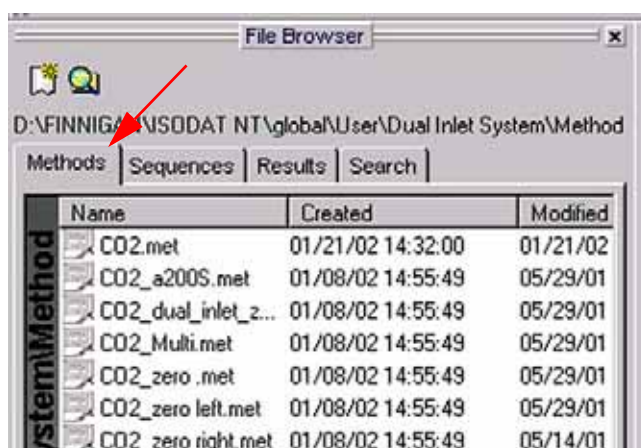 File Browser
D:\FINNIGAN\ISODAT NT\global\User\Dual Inlet System\Method
Methods Sequences Results Search
Name Created Modified
CO2.met 01/21/02 14:32:00 01/21/02
CO2_a200S.met 01/08/02 14:55:49 05/29/01
CO2_dual_inlet_z... 01/08/02 14:55:49 05/29/01
CO2_Multi.met 01/08/02 14:55:49 05/29/01
CO2_zero .met 01/08/02 14:55:49 05/29/01
CO2_zero left.met 01/08/02 14:55:49 05/29/01
CO2_zero right.met 01/08/02 14:55:49 05/14/01
stem\Method